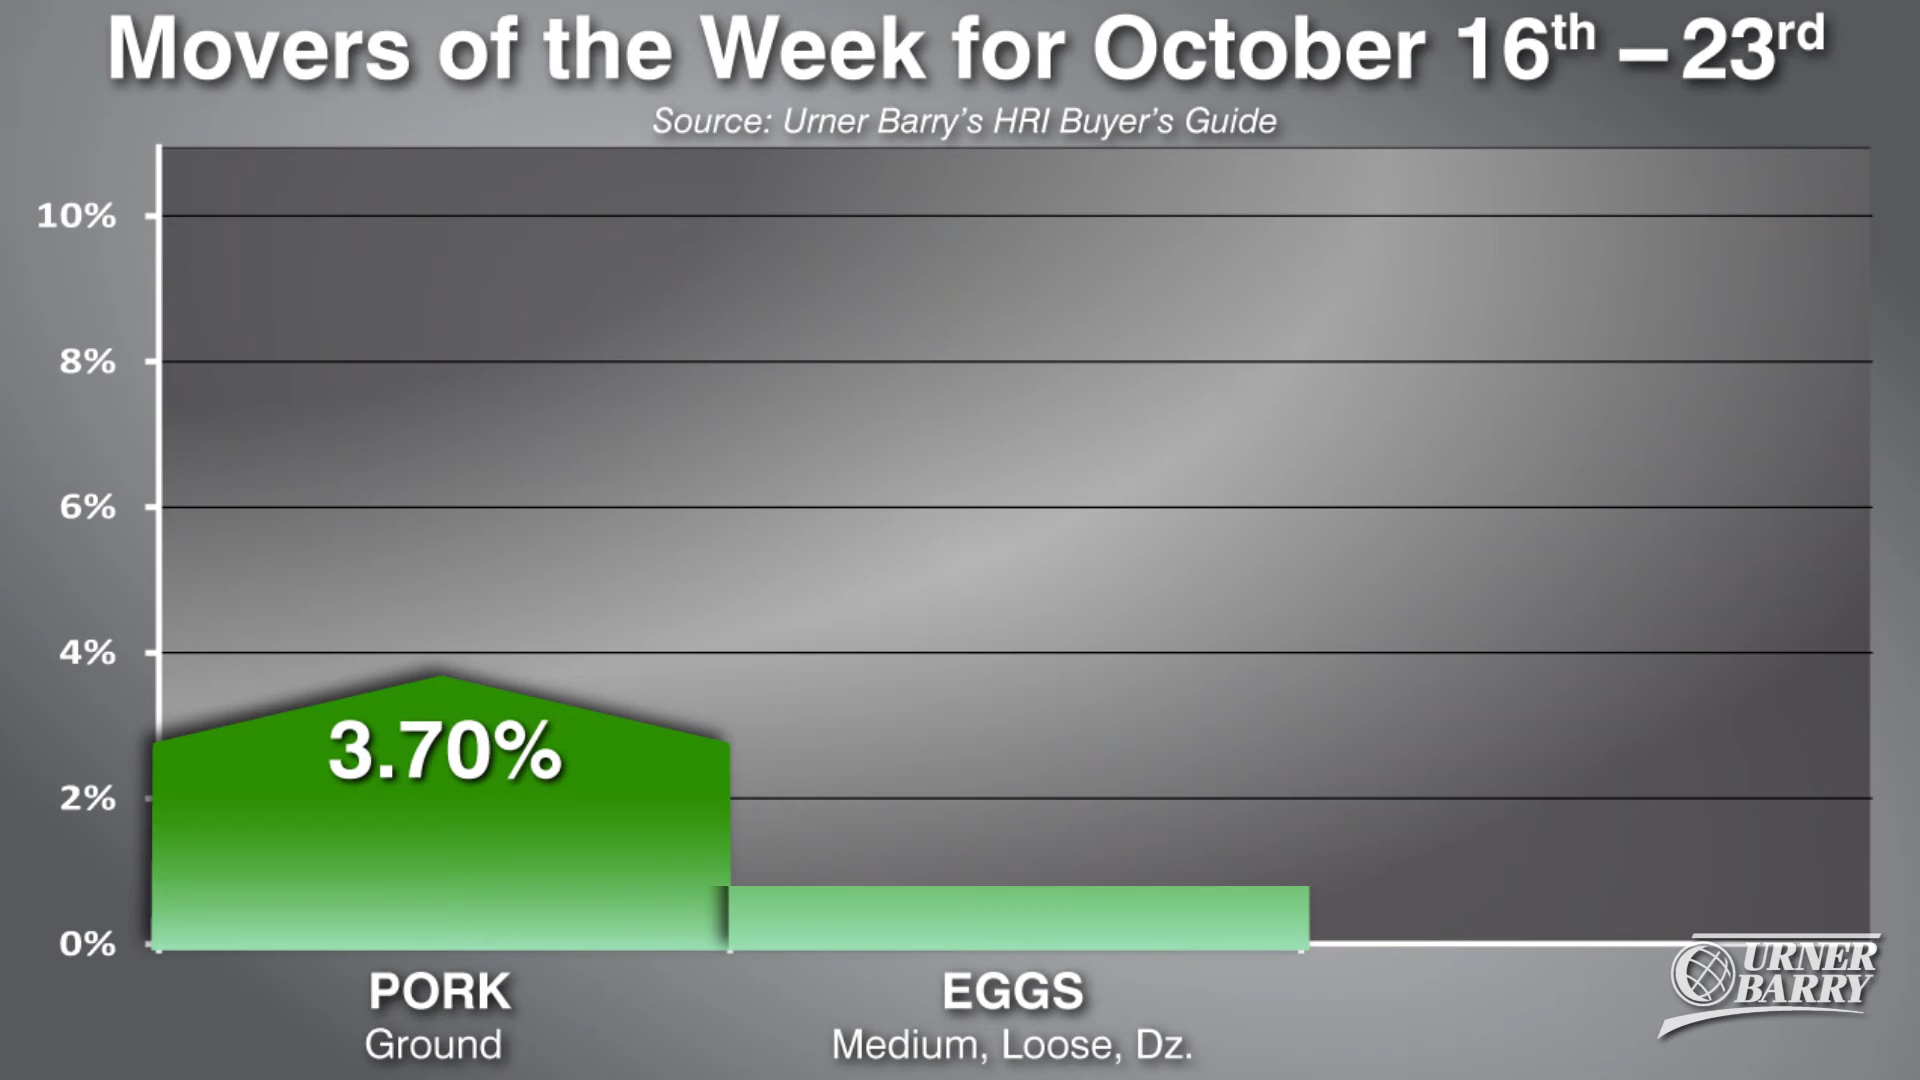 Movers of the Week for October 16th – 23rd
Source: Urner Barry's HRI Buyer's Guide
10%
8%
6%
4%
2%
0%
3.70%
PORK
Ground
EGGS
Medium, Loose, Dz.
URNER
BARRY